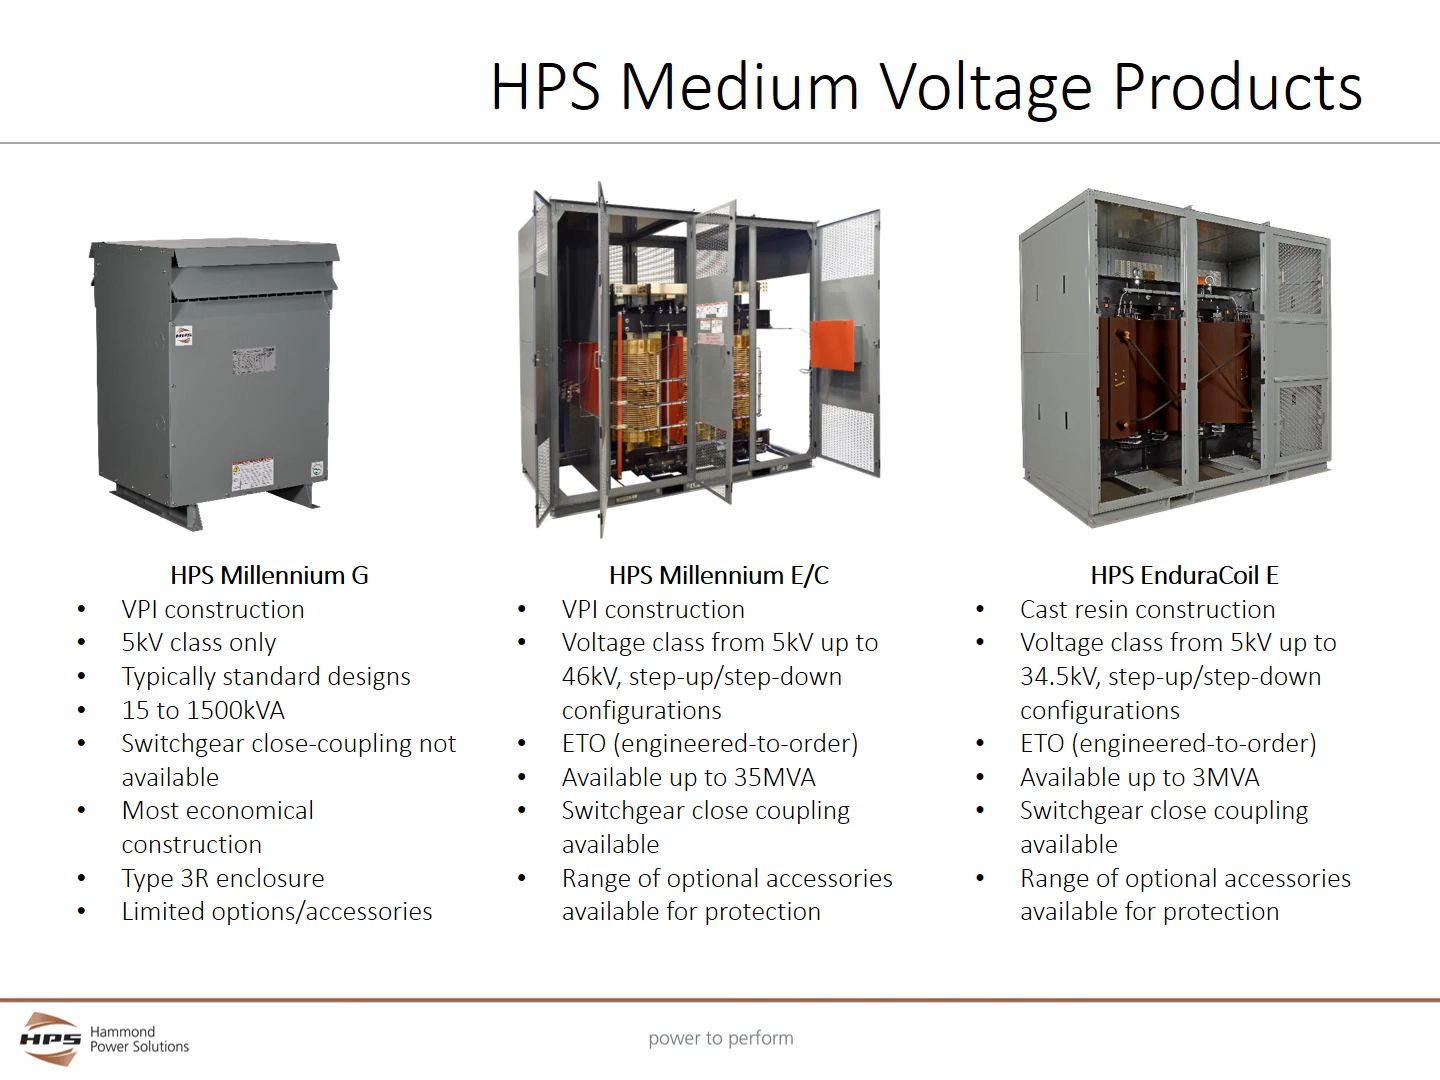 HPS Medium Voltage Products
HPS Millennium G
• VPI construction
• 5kV class only
• Typically standard designs
• 15 to 1500kVA
• Switchgear close-coupling not
available
• Most economical
construction
• Type 3R enclosure
• Limited options/accessories
HPS Millennium E/C
• VPI construction
• Voltage class from 5kV up to
46kV, step-up/step-down
configurations
• ETO (engineered-to-order)
• Available up to 35MVA
• Switchgear close coupling
available
• Range of optional accessories
available for protection
HPS EnduraCoil E
• Cast resin construction
• Voltage class from 5kV up to
34.5kV, step-up/step-down
configurations
• ETO (engineered-to-order)
• Available up to 3MVA
• Switchgear close coupling
available
• Range of optional accessories
available for protection
HPS
Hammond
Power Solutions
power to perform